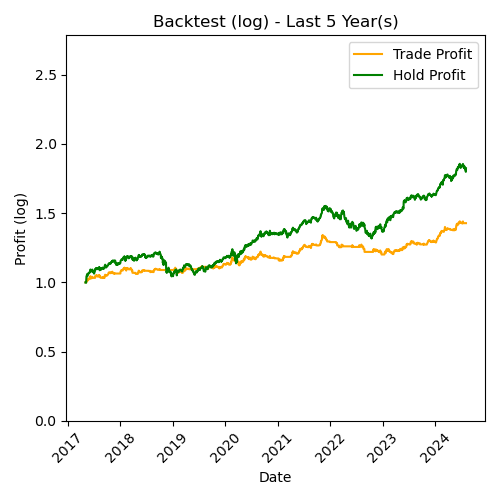 Backtest (log) - Last 5 Year(s)
Trade Profit
Hold Profit
Profit (log)
2.5
2.0
1.5
1.0
0.5
0.0
2017 2018 2019 2020 2021 2022 2023 2024
Date